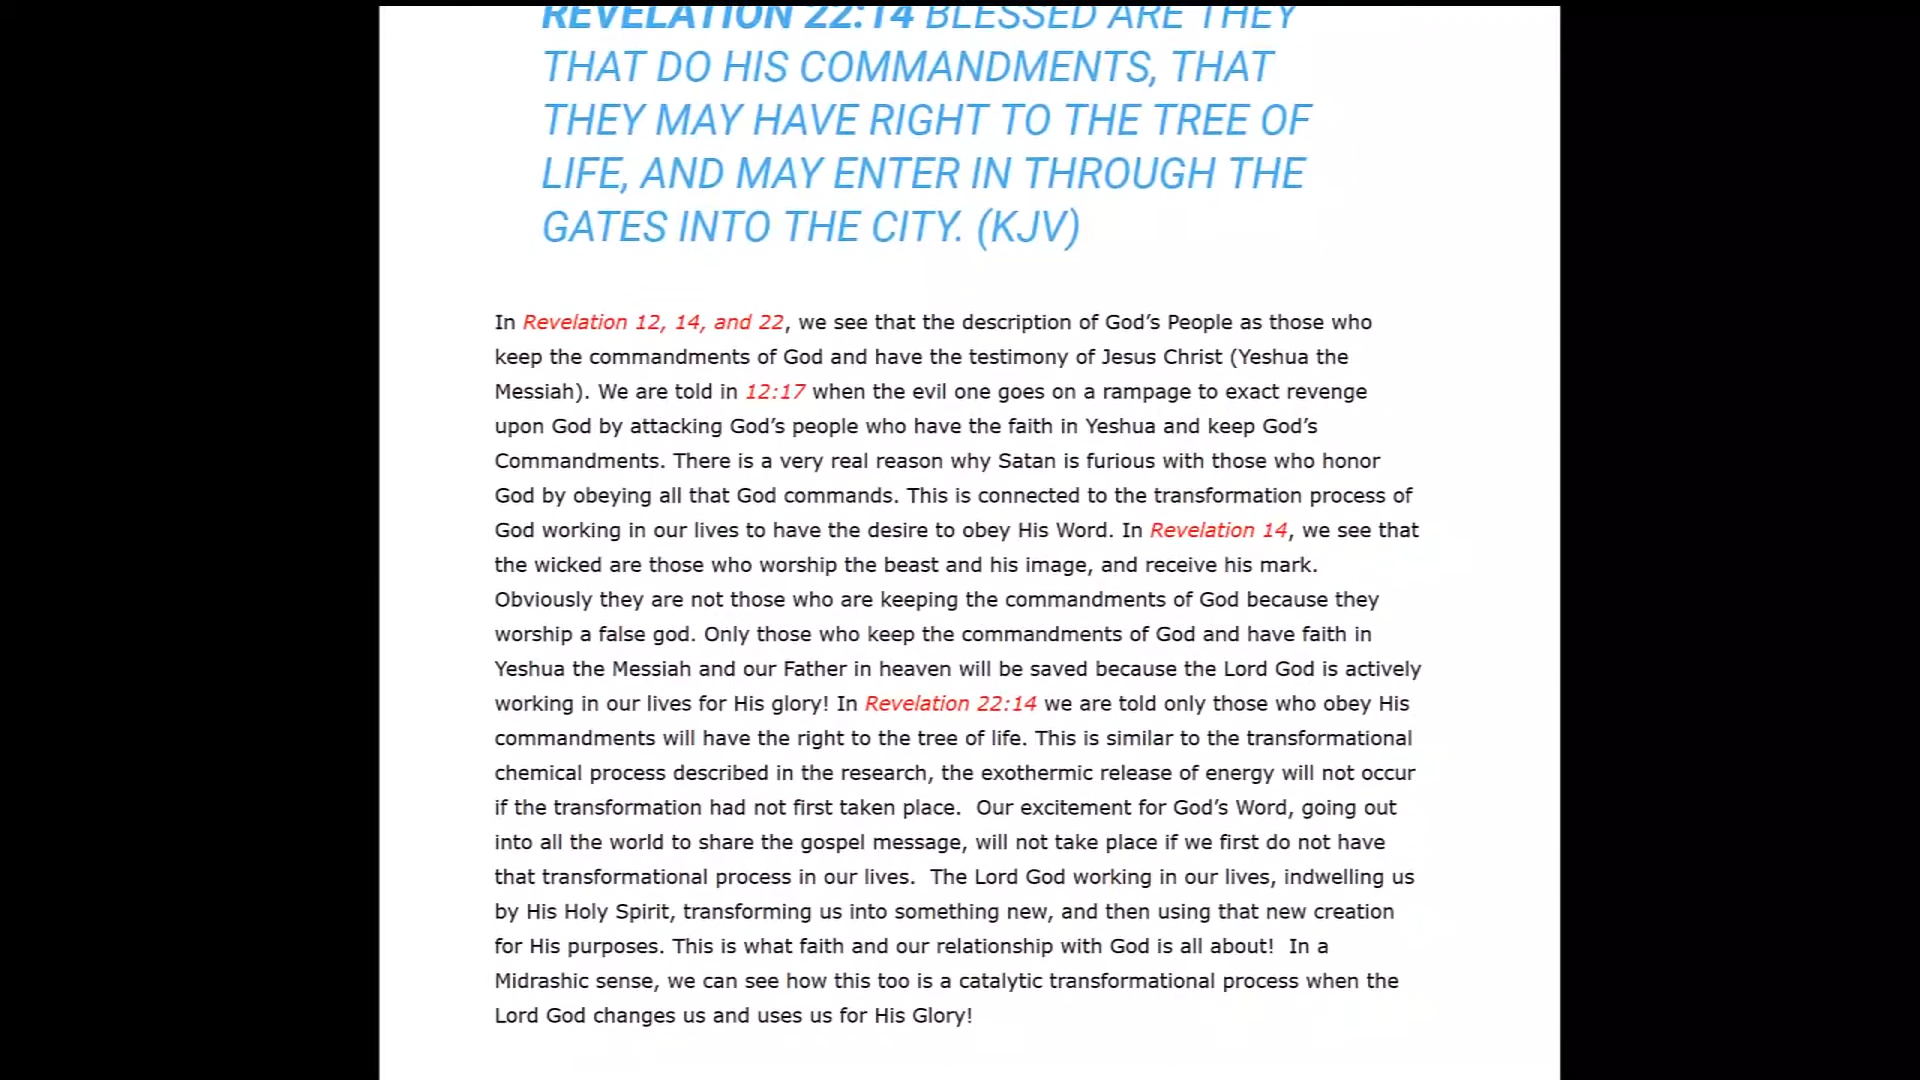 REVELATION 22:14 BLESSED ARE THEY
THAT DO HIS COMMANDMENTS, THAT
THEY MAY HAVE RIGHT TO THE TREE OF
LIFE, AND MAY ENTER IN THROUGH THE
GATES INTO THE CITY. (KJV)
In Revelation 12, 14, and 22, we see that the description of God’s People as those who
keep the commandments of God and have the testimony of Jesus Christ (Yeshua the
Messiah). We are told in 12:17 when the evil one goes on a rampage to exact revenge
upon God by attacking God’s people who have the faith in Yeshua and keep God’s
Commandments. There is a very real reason why Satan is furious with those who honor
God by obeying all that God commands. This is connected to the transformation process of
God working in our lives to have the desire to obey His Word. In Revelation 14, we see that
the wicked are those who worship the beast and his image, and receive his mark.
Obviously they are not those who are keeping the commandments of God because they
worship a false god. Only those who keep the commandments of God and have faith in
Yeshua the Messiah and our Father in heaven will be saved because the Lord God is actively
working in our lives for His glory! In Revelation 22:14 we are told only those who obey His
commandments will have the right to the tree of life. This is similar to the transformational
chemical process described in the research, the exothermic release of energy will not occur
if the transformation had not first taken place.  Our excitement for God’s Word, going out
into all the world to share the gospel message, will not take place if we first do not have
that transformational process in our lives.  The Lord God working in our lives, indwelling us
by His Holy Spirit, transforming us into something new, and then using that new creation
for His purposes. This is what faith and our relationship with God is all about!  In a
Midrashic sense, we can see how this too is a catalytic transformational process when the
Lord God changes us and uses us for His Glory!